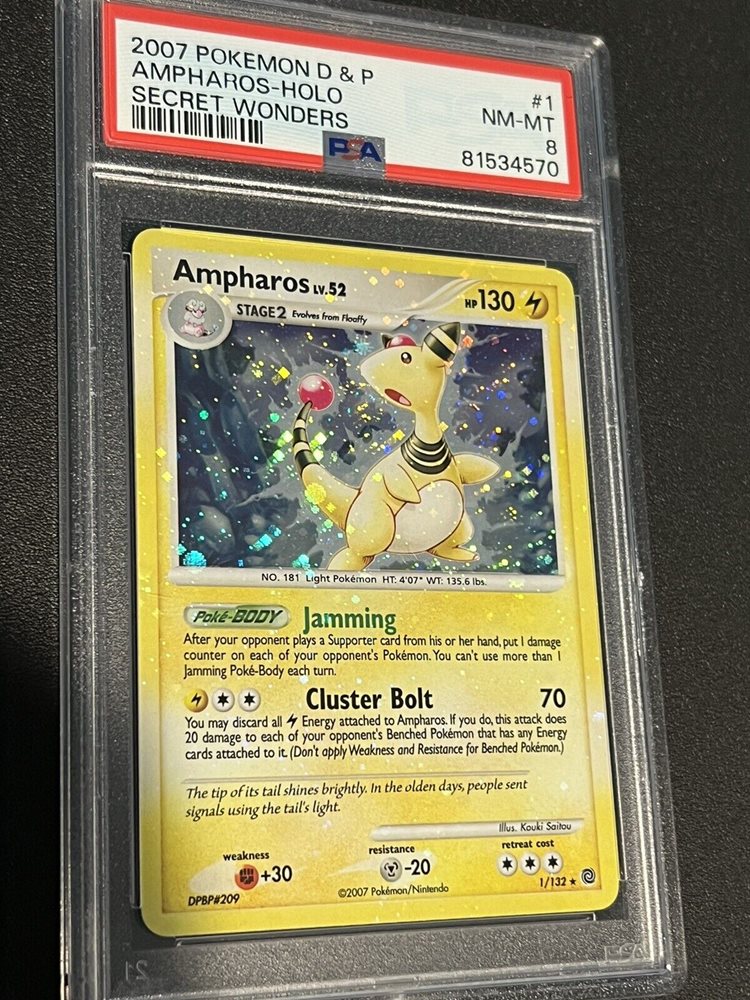 2007 POKEMON D & P
AMPHAROS-HOLO
SECRET WONDERS
#1
NM-MT
8
81534570
PSA
Ampharos LV.52
HP 130
STAGE2 Evolves from Flaaffy
NO. 181 Light Pokémon HT: 4'07" WT: 135.6 lbs.
Poké-BODY Jamming
After your opponent plays a Supporter card from his or her hand, put 1 damage
counter on each of your opponent's Pokémon. You can't use more than 1
Jamming Poké-Body each turn.
Cluster Bolt 70
You may discard all Energy attached to Ampharos. If you do, this attack does
20 damage to each of your opponent's Benched Pokémon that has any Energy
cards attached to it. (Don't apply Weakness and Resistance for Benched Pokémon.)
The tip of its tail shines brightly. In the olden days, people sent
signals using the tail's light.
Illus. Kouki Saitou
weakness
+30
resistance
-20
retreat cost
DPBP#209
©2007 Pokémon/Nintendo
1/132 ★